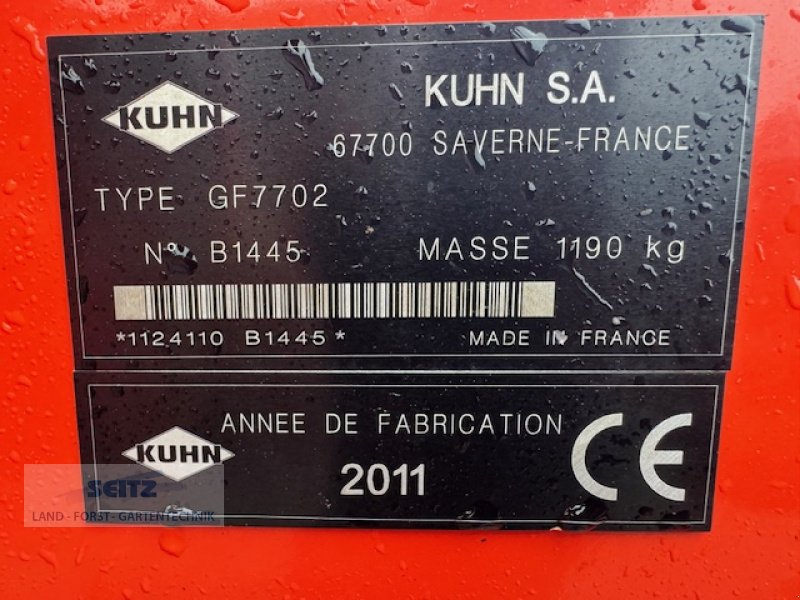 KUHN
KUHN S.A.
67700 SAVERNE-FRANCE
TYPE GF7702
N° B1445 MASSE 1190 kg
*1124110 B1445*
MADE IN FRANCE
KUHN
ANNEE DE FABRICATION
2011
CE
SEITZ
LAND - FORST - GARTENTECHNIK